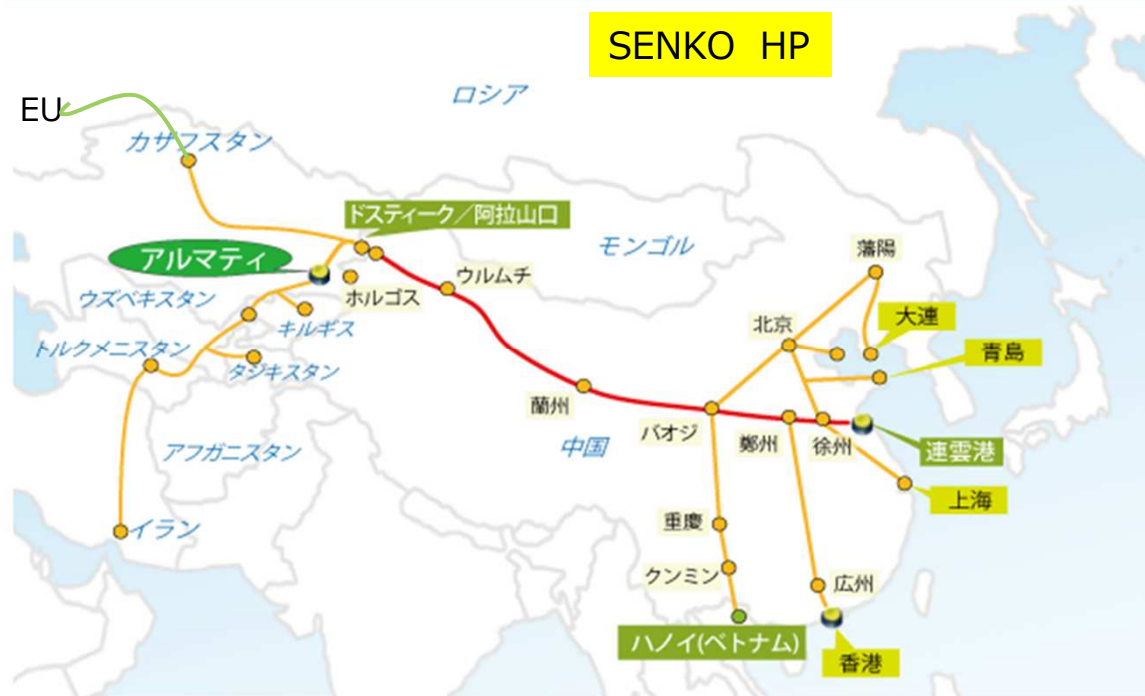 SENKO HP
ロシア
EU
カザフスタン
ドスティーク／阿拉山口
モンゴル
藩陽
アルマティ
ウルムチ
ホルゴス
ウズベキスタン
キルギス
北京
大連
トルクメニスタン
青島
タジキスタン
蘭州
バオジ
中国
鄭州
徐州
連雲港
アフガニスタン
上海
イラン
重慶
クンミン
広州
ハノイ(ベトナム)
香港